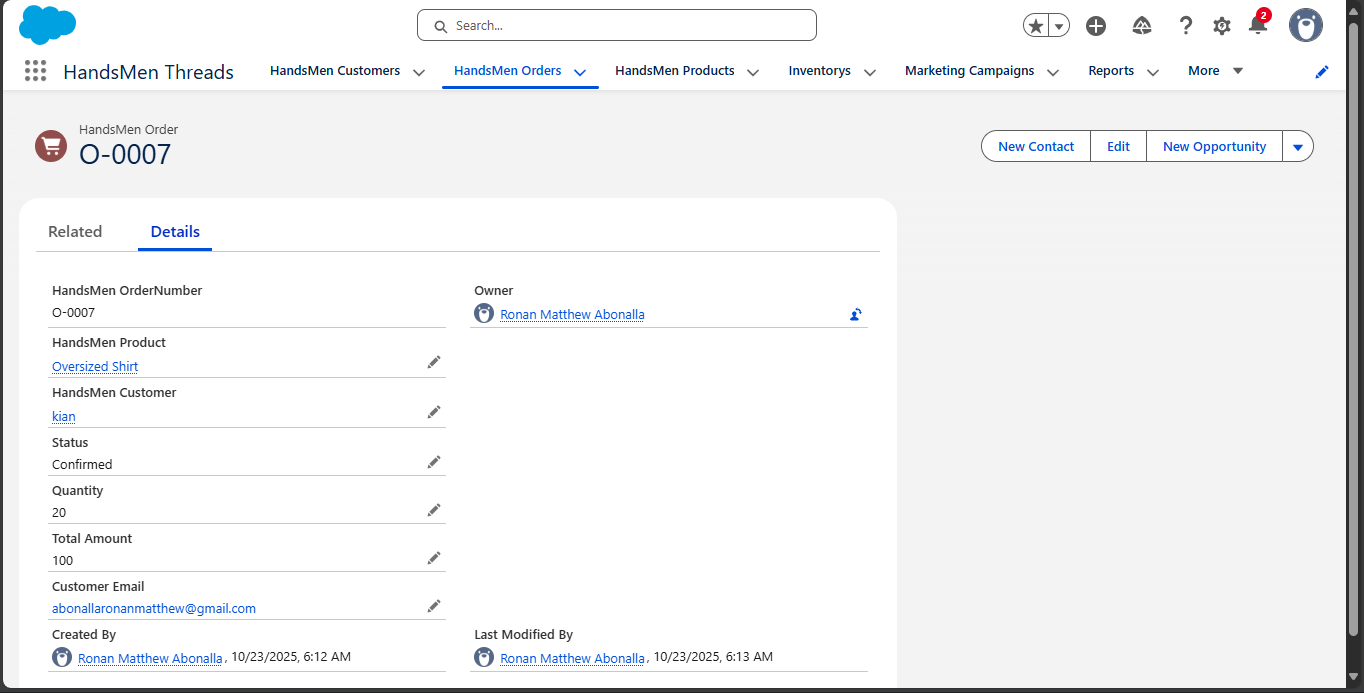 Search...
2
HandsMen Threads
HandsMen Customers
HandsMen Orders
HandsMen Products
Inventorys
Marketing Campaigns
Reports
More
HandsMen Order
O-0007
New Contact
Edit
New Opportunity
Related
Details
HandsMen OrderNumber
O-0007
Owner
Ronan Matthew Abonalla
HandsMen Product
Oversized Shirt
HandsMen Customer
kian
Status
Confirmed
Quantity
20
Total Amount
100
Customer Email
abonallaronanmatthew@gmail.com
Created By
Ronan Matthew Abonalla, 10/23/2025, 6:12 AM
Last Modified By
Ronan Matthew Abonalla, 10/23/2025, 6:13 AM